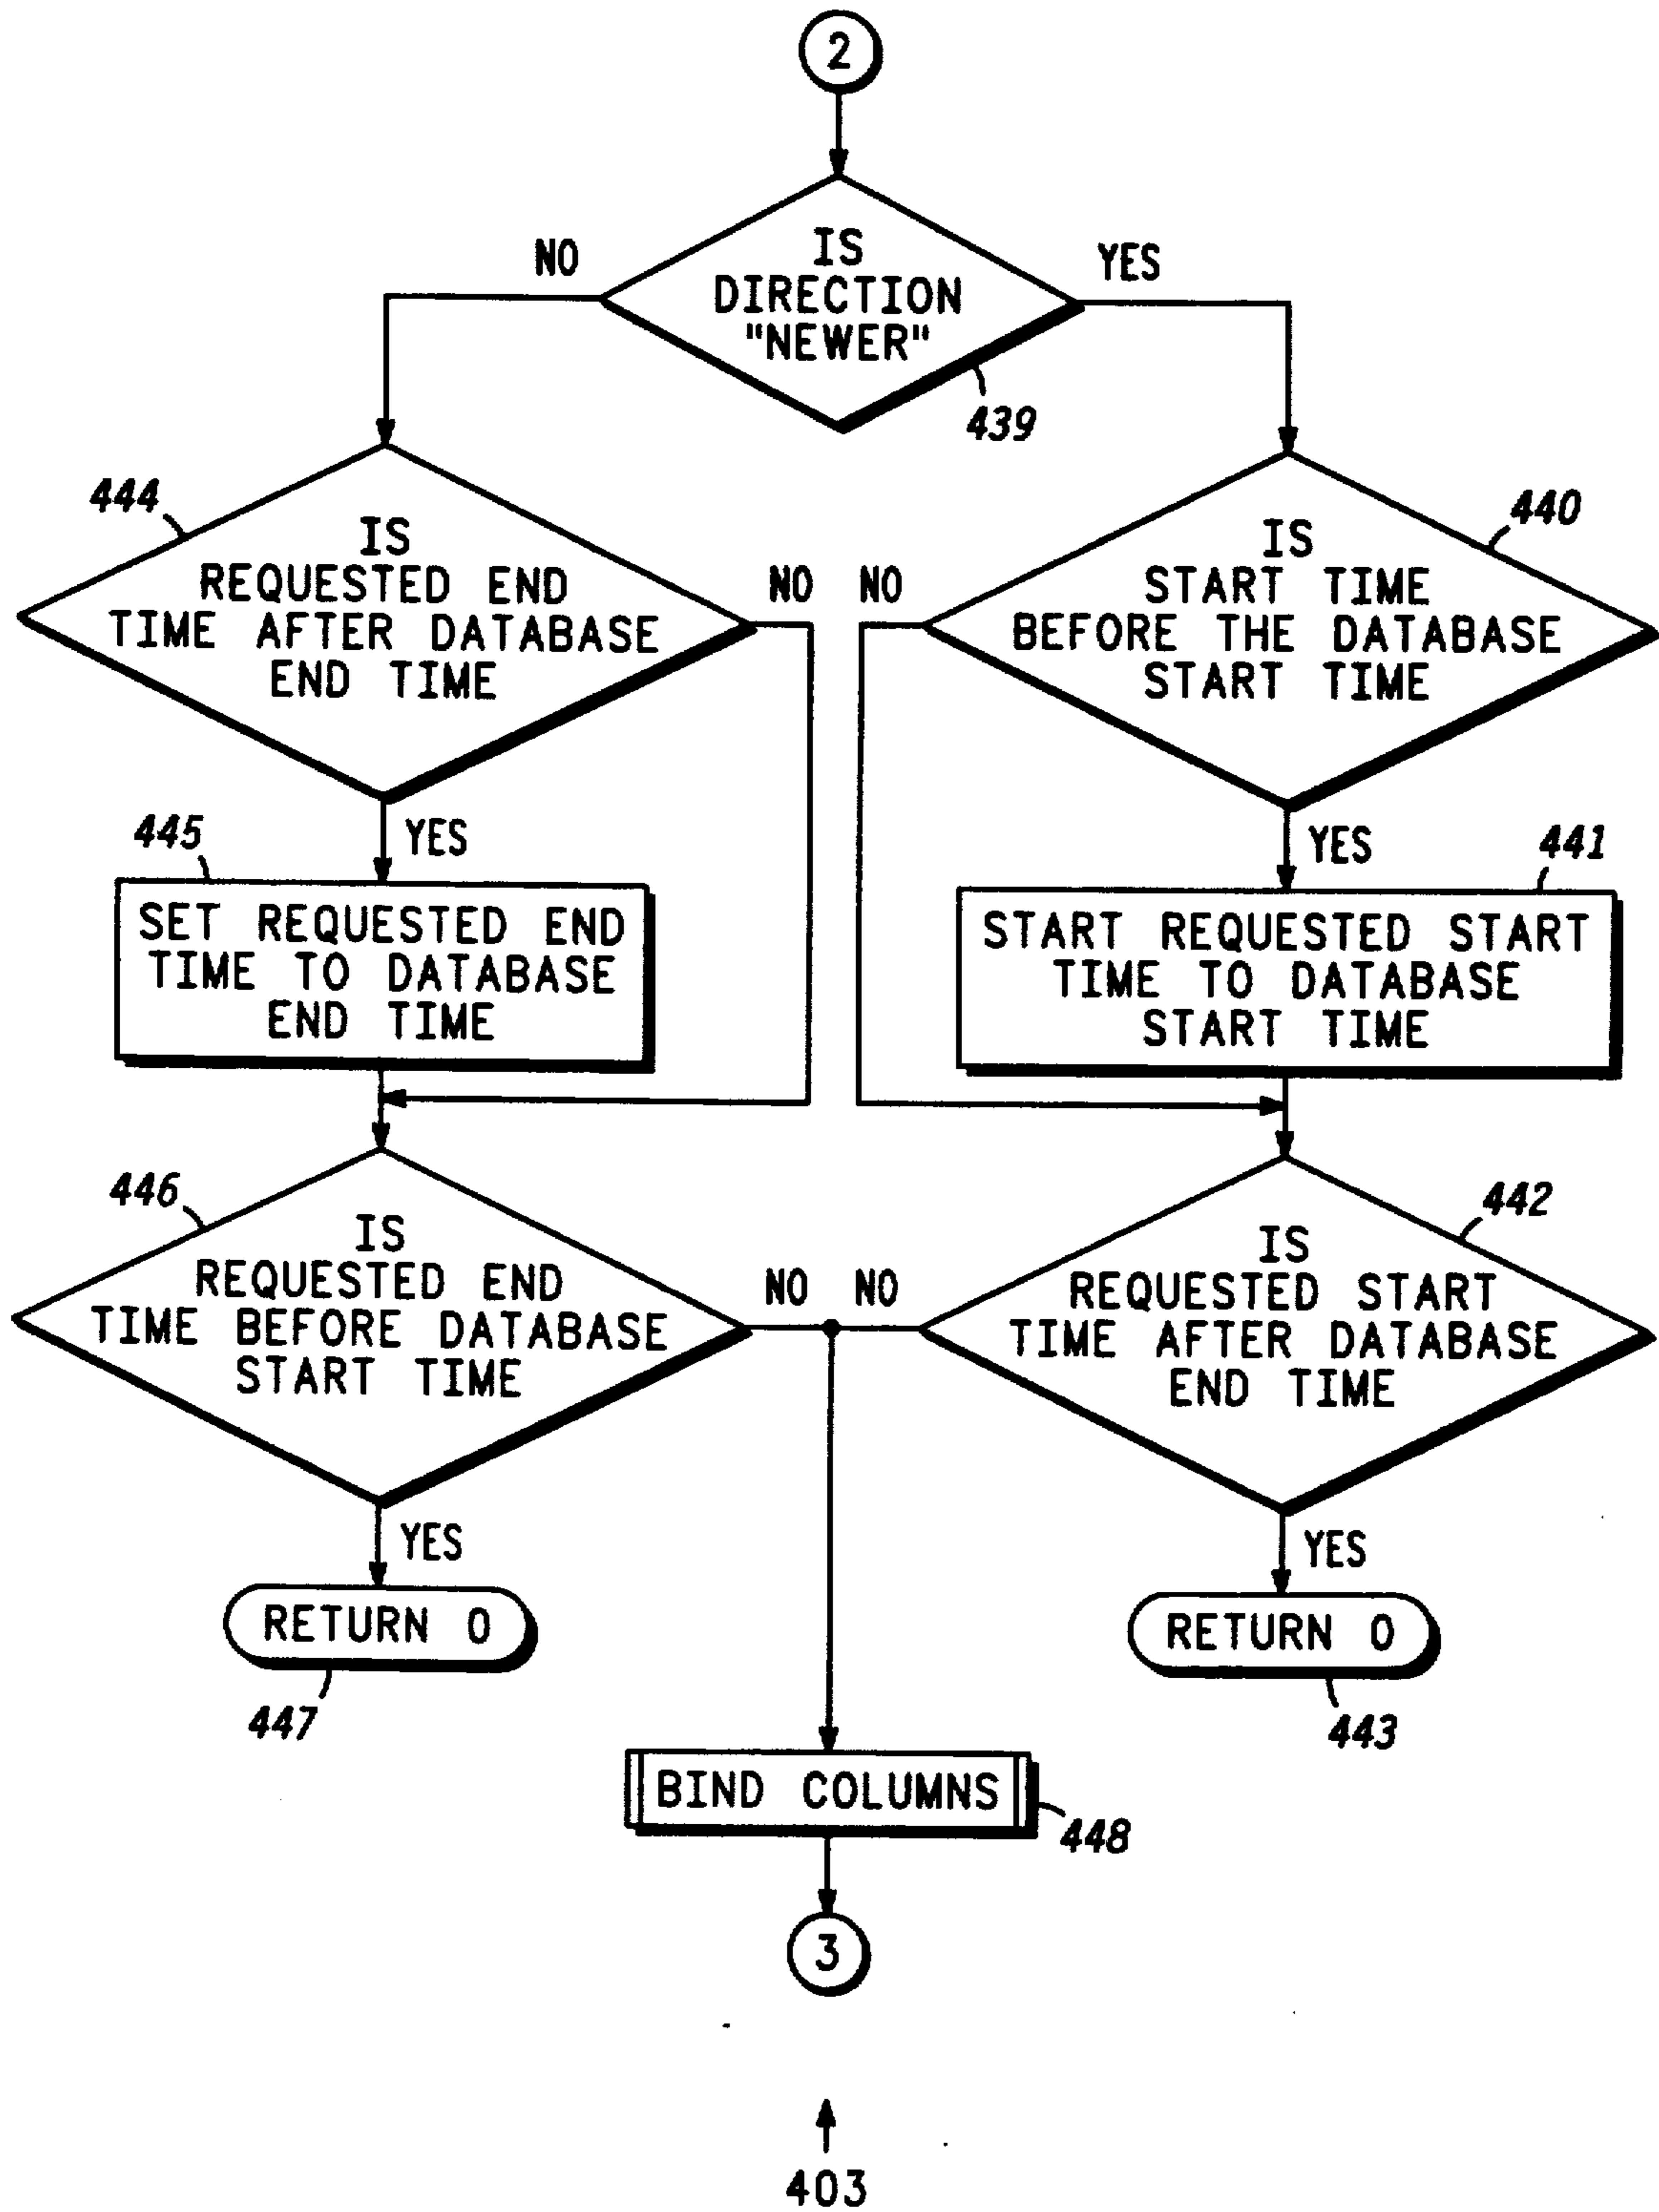 2
IS
DIRECTION
"NEWER"
NO
YES
439
444
IS
REQUESTED END
TIME AFTER DATABASE
END TIME
NO
YES
440
IS
START TIME
BEFORE THE DATABASE
START TIME
NO
YES
445
SET REQUESTED END
TIME TO DATABASE
END TIME
441
START REQUESTED START
TIME TO DATABASE
START TIME
446
IS
REQUESTED END
TIME BEFORE DATABASE
START TIME
NO
YES
442
IS
REQUESTED START
TIME AFTER DATABASE
END TIME
NO
YES
RETURN 0
447
RETURN 0
443
BIND COLUMNS
448
3
403